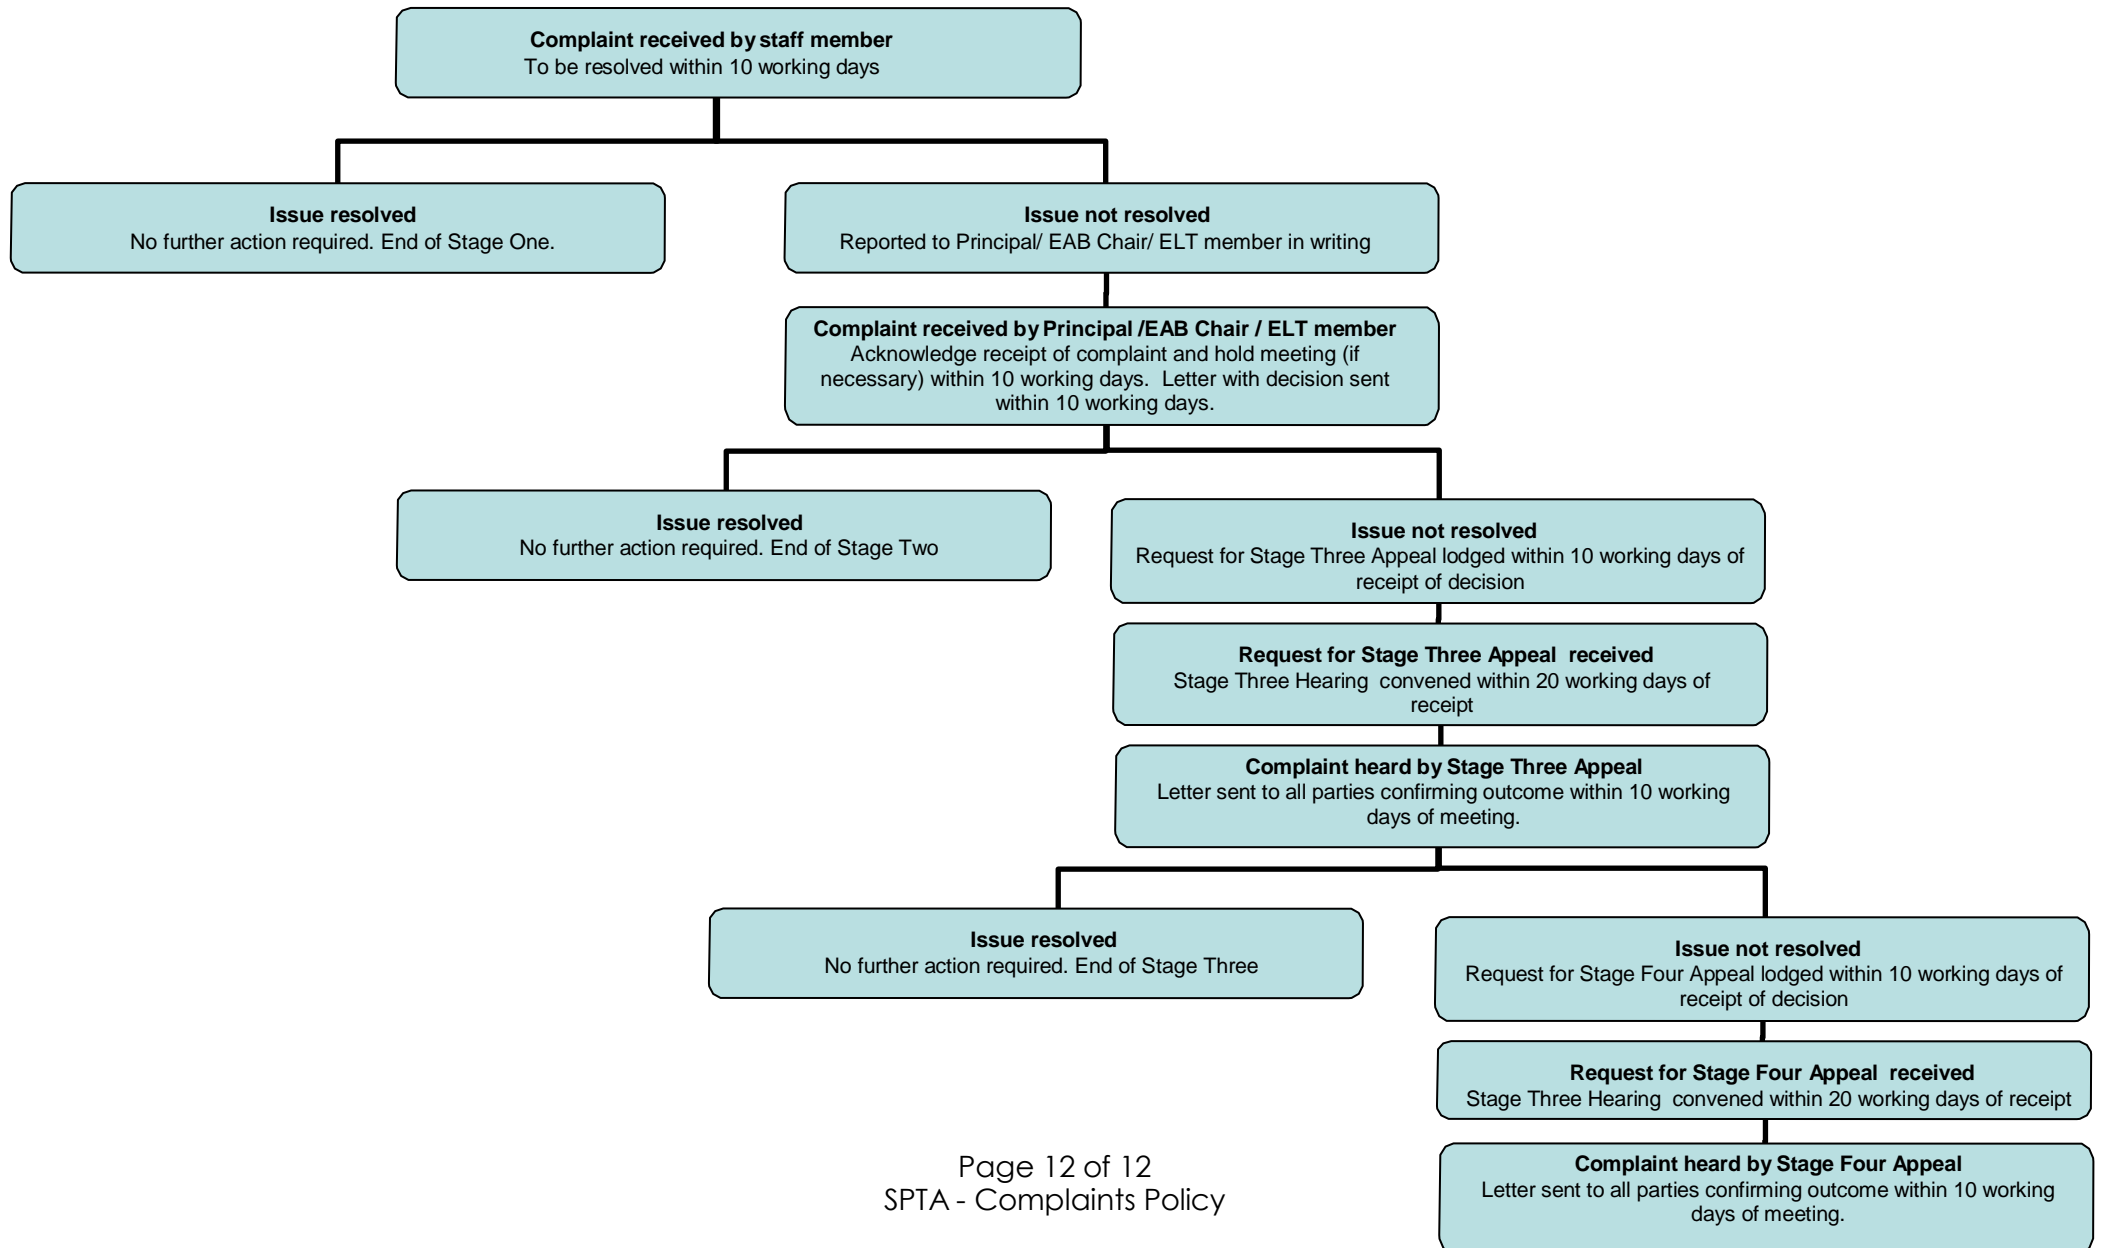 Complaint received by staff member
To be resolved within 10 working days
Issue resolved
No further action required. End of Stage One.
Issue not resolved
Reported to Principal/ EAB Chair/ ELT member in writing
Complaint received by Principal /EAB Chair / ELT member
Acknowledge receipt of complaint and hold meeting (if
necessary) within 10 working days.  Letter with decision sent
within 10 working days.
Issue resolved
No further action required. End of Stage Two
Issue not resolved
Request for Stage Three Appeal lodged within 10 working days of
receipt of decision
Request for Stage Three Appeal  received
Stage Three Hearing  convened within 20 working days of
receipt
Complaint heard by Stage Three Appeal
Letter sent to all parties confirming outcome within 10 working
days of meeting.
Issue resolved
No further action required. End of Stage Three
Issue not resolved
Request for Stage Four Appeal lodged within 10 working days of
receipt of decision
Request for Stage Four Appeal  received
Stage Three Hearing  convened within 20 working days of receipt
Complaint heard by Stage Four Appeal
Letter sent to all parties confirming outcome within 10 working
days of meeting.
Page 12 of 12
SPTA - Complaints Policy